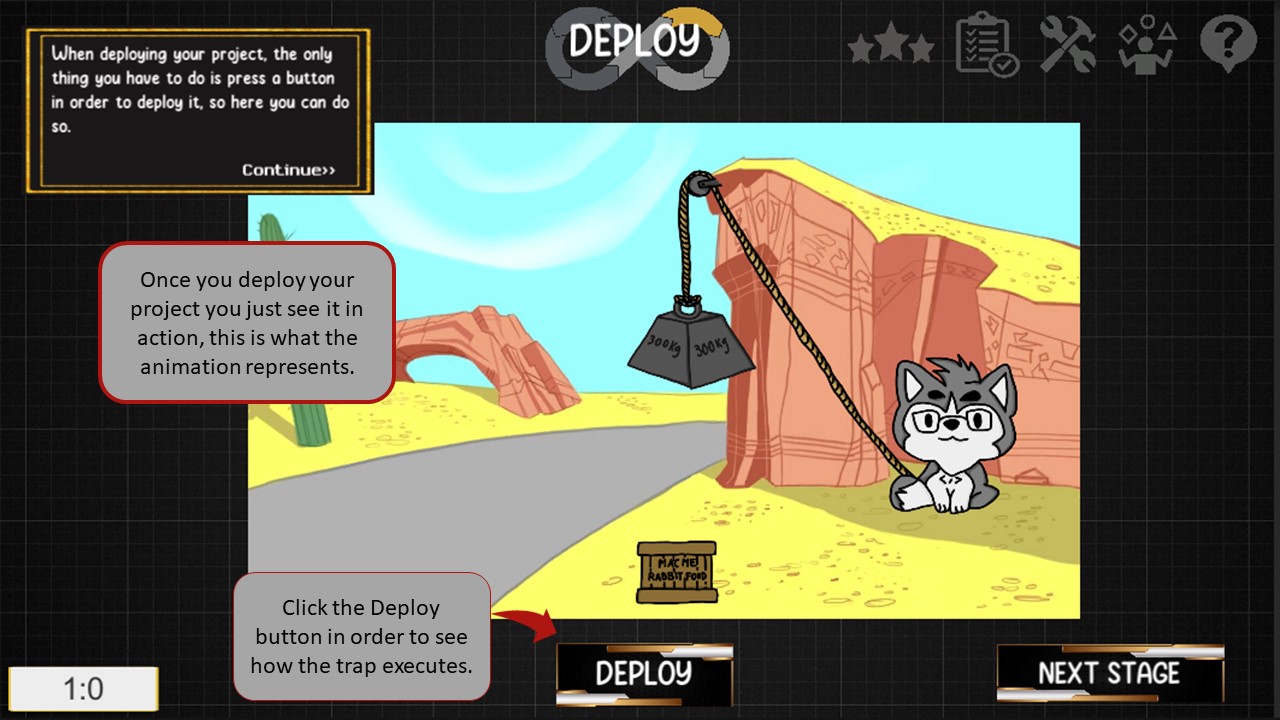 DEPLOY
When deploying your project, the only
thing you have to do is press a button
in order to deploy it, so here you can do
so.
Continue>>
Once you deploy your
project you just see it in
action, this is what the
animation represents.
300Kg 300Kg
</>
RABBIT FOOD
Click the Deploy
button in order to see
how the trap executes.
DEPLOY
NEXT STAGE
1:0
?